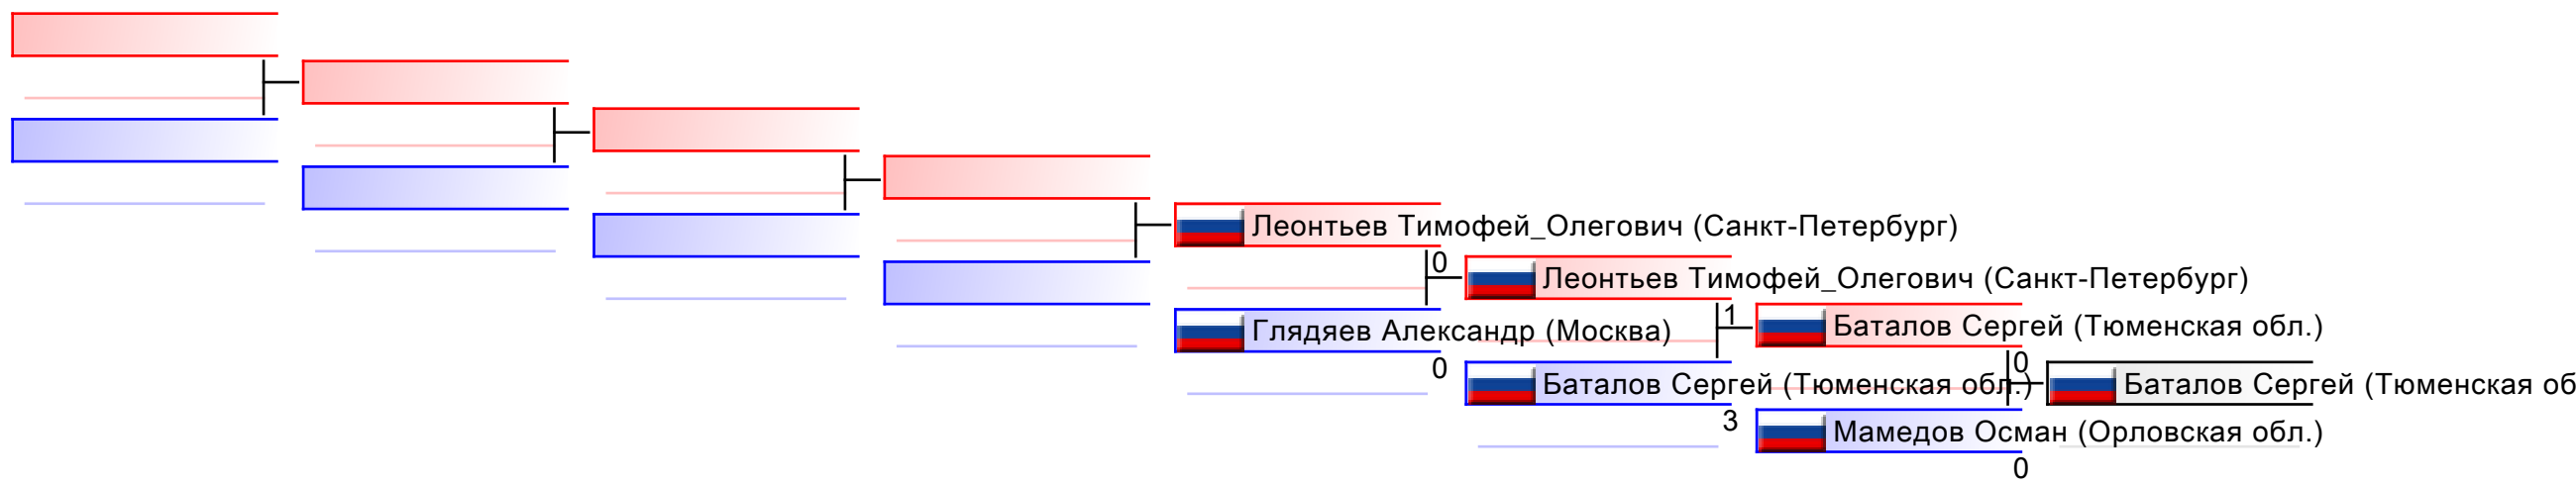 Леонтьев Тимофей_Олегович (Санкт-Петербург)
0
Леонтьев Тимофей_Олегович (Санкт-Петербург)
Глядяев Александр (Москва)
0
1
Баталов Сергей (Тюменская обл.)
Баталов Сергей (Тюменская обл.)
3
0
Баталов Сергей (Тюменская об
Мамедов Осман (Орловская обл.)
0